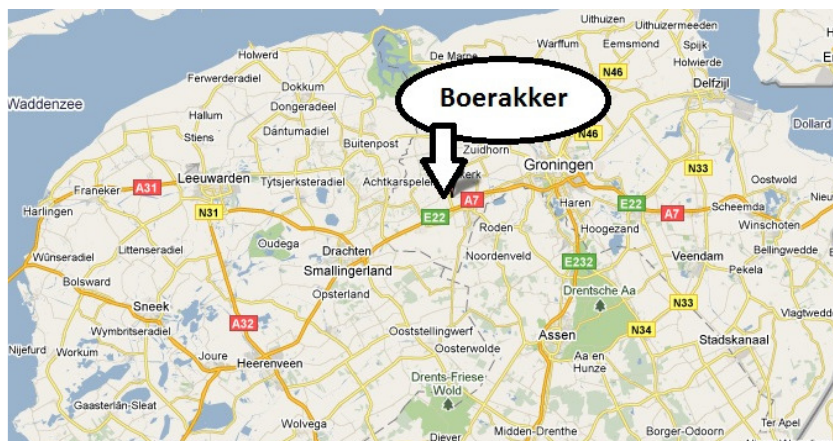 Uithuizen
Uithuizermeeden
Holwerd
De Marne
Warffum
Eemsmond
Spijk
Holwierde
Ferwerderadiel
Dokkum
N46
Delfzijl
Waddenzee
Dongeradeel
Boerakker
Hallum
Stiens
Dantumadiel
Buitenpost
N46
Dollard
Zuidhorn
Groningen
N33
Leeuwarden
Tytsjerksteradiel
Achtkarspelen
Oostwold
Franeker
A31
A7
Haren
E22
Scheemda
Harlingen
N31
E22
A7
Winschoten
Roden
Hoogezand
Littenseradiel
Oudega
Drachten
Wûnseradiel
Smallingerland
Noordenveld
E232
Veendam
Bellingwedde
Pekela
Bolsward
Opsterland
Drentsche Aa
Sneek
N33
Wymbritseradiel
A32
Ooststellingwerf
Assen
N34
Stadskanaal
Vlagtwedde
Nijefurd
Workum
Joure
Heerenveen
Oosterwolde
Aa en
Hunze
Drents-Friese
Wold
Gaasterlân-Sleat
Wolvega
Diever
Midden-Drenthe
Borger-Odoorn
Ter Apel